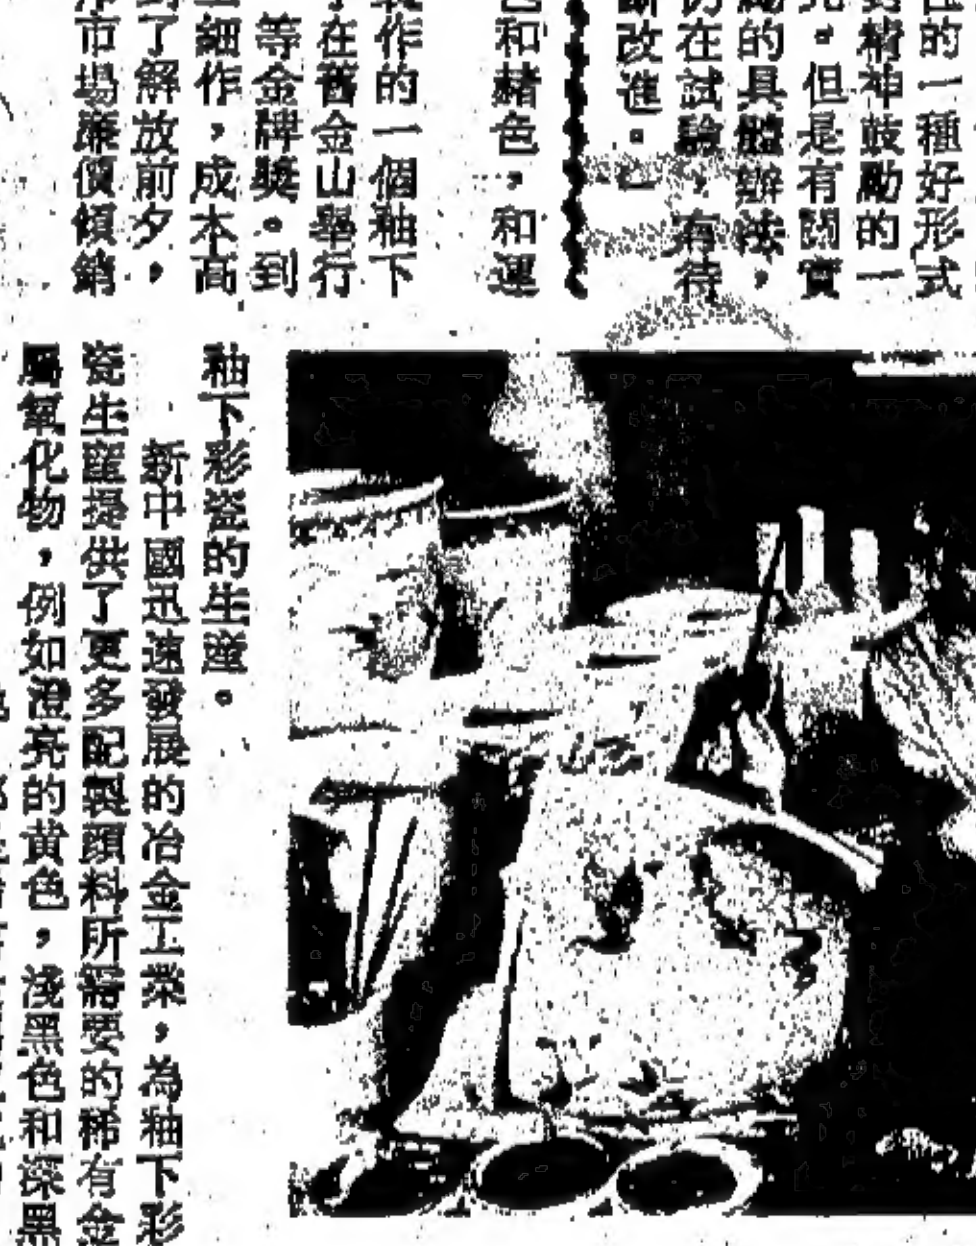 的一種好形式
精神鼓勵的一
。但是有關實
勵的具體辦法，
仍在試驗，有待
斷改進。
色和赭色，和運
製作的一個釉下
在舊金山舉行
等金牌獎。到
細作，成本高
了解放前夕，
市場廉價傾銷
釉下彩瓷的生產。
新中國迅速發展的冶金工業，為釉下彩
瓷生產提供了更多配製顏料所需要的稀有金
屬氧化物，例如澄亮的黃色，淺黑色和深黑